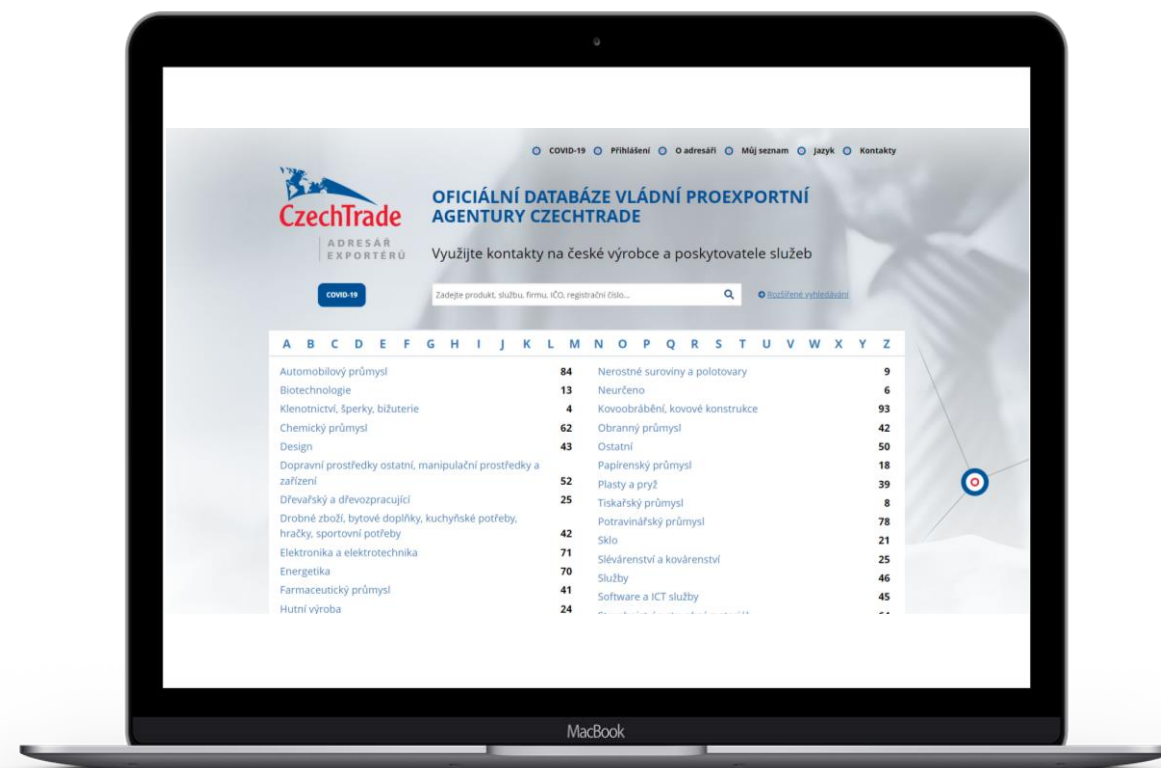 COVID-19 Přihlášení O adresáři Můj seznam Jazyk Kontakty
CzechTrade
ADRESÁŘ
EXPORTÉRŮ
OFICIÁLNÍ DATABÁZE VLÁDNÍ PROEXPORTNÍ
AGENTURY CZECHTRADE
Využijte kontakty na české výrobce a poskytovatele služeb
COVID-19
Zadejte produkt, službu, firmu, IČO, registrační číslo...
Rozšířené vyhledávání
A B C D E F G H I J K L M N O P Q R S T U V W X Y Z
Automobilový průmysl 84
Biotechnologie 13
Klenotnictví, šperky, bižuterie 4
Chemický průmysl 62
Design 43
Dopravní prostředky ostatní, manipulační prostředky a
zařízení 52
Dřevařský a dřevozpracující 25
Drobné zboží, bytové doplňky, kuchyňské potřeby,
hračky, sportovní potřeby 42
Elektronika a elektrotechnika 71
Energetika 70
Farmaceutický průmysl 41
Hutní výroba 24
Nerostné suroviny a polotovary 9
Neurčeno 6
Kovoobrábění, kovové konstrukce 93
Obranný průmysl 42
Ostatní 50
Papírenský průmysl 18
Plasty a pryž 39
Tiskařský průmysl 8
Potravinářský průmysl 78
Sklo 21
Slévárenství a kovárenství 25
Služby 46
Software a ICT služby 45
MacBook